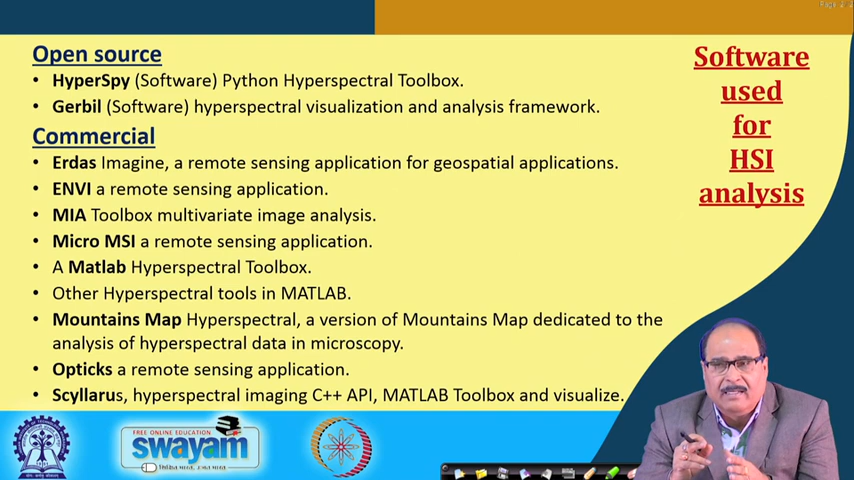 Open source
• HyperSpy (Software) Python Hyperspectral Toolbox.
• Gerbil (Software) hyperspectral visualization and analysis framework.
Commercial
• Erdas Imagine, a remote sensing application for geospatial applications.
• ENVI a remote sensing application.
• MIA Toolbox multivariate image analysis.
• Micro MSI a remote sensing application.
• A Matlab Hyperspectral Toolbox.
• Other Hyperspectral tools in MATLAB.
• Mountains Map Hyperspectral, a version of Mountains Map dedicated to the
analysis of hyperspectral data in microscopy.
• Opticks a remote sensing application.
• Scyllarus, hyperspectral imaging C++ API, MATLAB Toolbox and visualize.
Software
used
for
HSI
analysis
FREE ONLINE EDUCATION
swayam